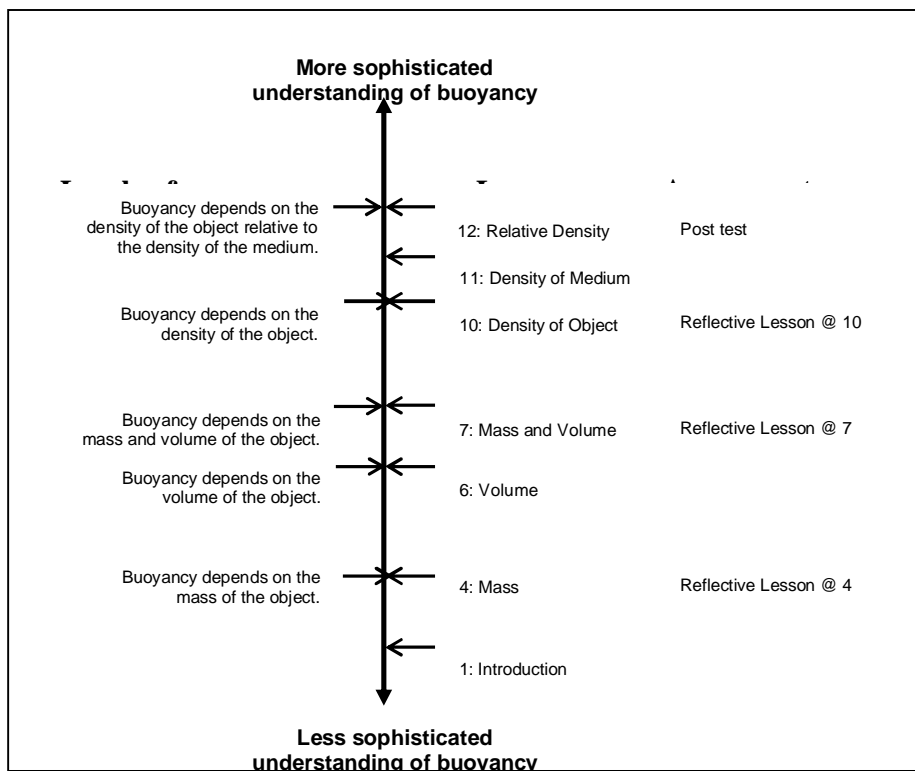 More sophisticated
understanding of buoyancy
Buoyancy depends on the
density of the object relative to
the density of the medium.
12: Relative Density
Post test
11: Density of Medium
Buoyancy depends on the
density of the object.
10: Density of Object
Reflective Lesson @ 10
Buoyancy depends on the
mass and volume of the object.
7: Mass and Volume
Reflective Lesson @ 7
Buoyancy depends on the
volume of the object.
6: Volume
Buoyancy depends on the
mass of the object.
4: Mass
Reflective Lesson @ 4
1: Introduction
Less sophisticated
understanding of buoyancy